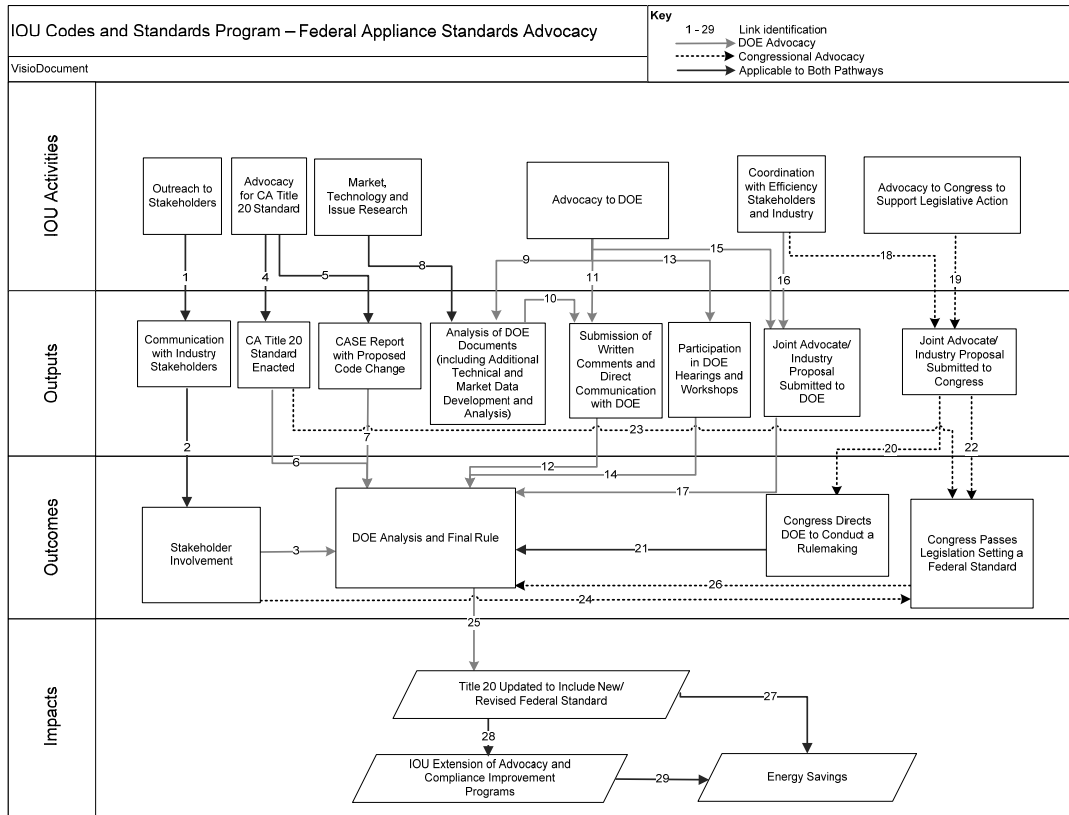 IOU Codes and Standards Program – Federal Appliance Standards Advocacy
VisioDocument
Key
1 - 29 Link identification
DOE Advocacy
Congressional Advocacy
Applicable to Both Pathways
IOU Activities
Outreach to
Stakeholders
Advocacy
for CA Title
20 Standard
Market,
Technology and
Issue Research
Advocacy to DOE
Coordination
with Efficiency
Stakeholders
and Industry
Advocacy to Congress to
Support Legislative Action
1
4
5
8
9
11
13
15
16
18
19
10
Outputs
Communication
with Industry
Stakeholders
CA Title 20
Standard
Enacted
CASE Report
with Proposed
Code Change
Analysis of DOE
Documents
(including Additional
Technical and
Market Data
Development and
Analysis)
Submission of
Written
Comments and
Direct
Communication
with DOE
Participation
in DOE
Hearings and
Workshops
Joint Advocate/
Industry
Proposal
Submitted to
DOE
Joint Advocate/
Industry Proposal
Submitted to
Congress
2
7
23
20
22
6
12
14
17
Outcomes
Stakeholder
Involvement
3
DOE Analysis and Final Rule
21
Congress Directs
DOE to Conduct a
Rulemaking
Congress Passes
Legislation Setting a
Federal Standard
26
24
25
Impacts
Title 20 Updated to Include New/
Revised Federal Standard
27
28
IOU Extension of Advocacy and
Compliance Improvement
Programs
29
Energy Savings